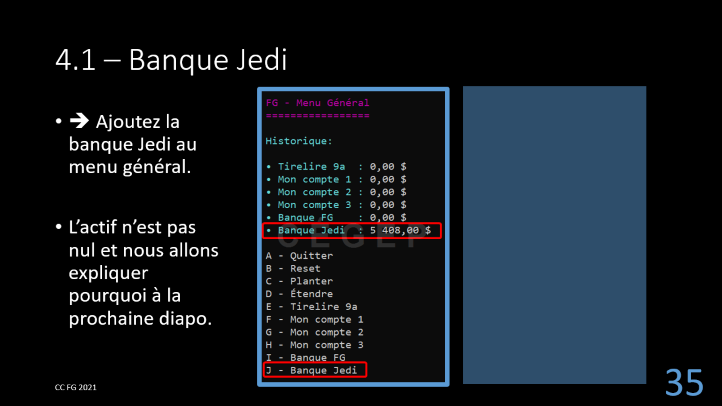 4.1 – Banque Jedi
• ➔ Ajoutez la
banque Jedi au
menu général.
• L'actif n'est pas
nul et nous allons
expliquer
pourquoi à la
prochaine diapo.
FG - Menu Général
=================
Historique:
• Tirelire 9a : 0,00 $
• Mon compte 1 : 0,00 $
• Mon compte 2 : 0,00 $
• Mon compte 3 : 0,00 $
• Banque FG : 0,00 $
• Banque Jedi : 5 408,00 $
CEGEP
A - Quitter
B - Reset
C - Planter
D - Étendre
E - Tirelire 9a
F - Mon compte 1
G - Mon compte 2
H - Mon compte 3
I - Banque FG
J - Banque Jedi
CC FG 2021
35